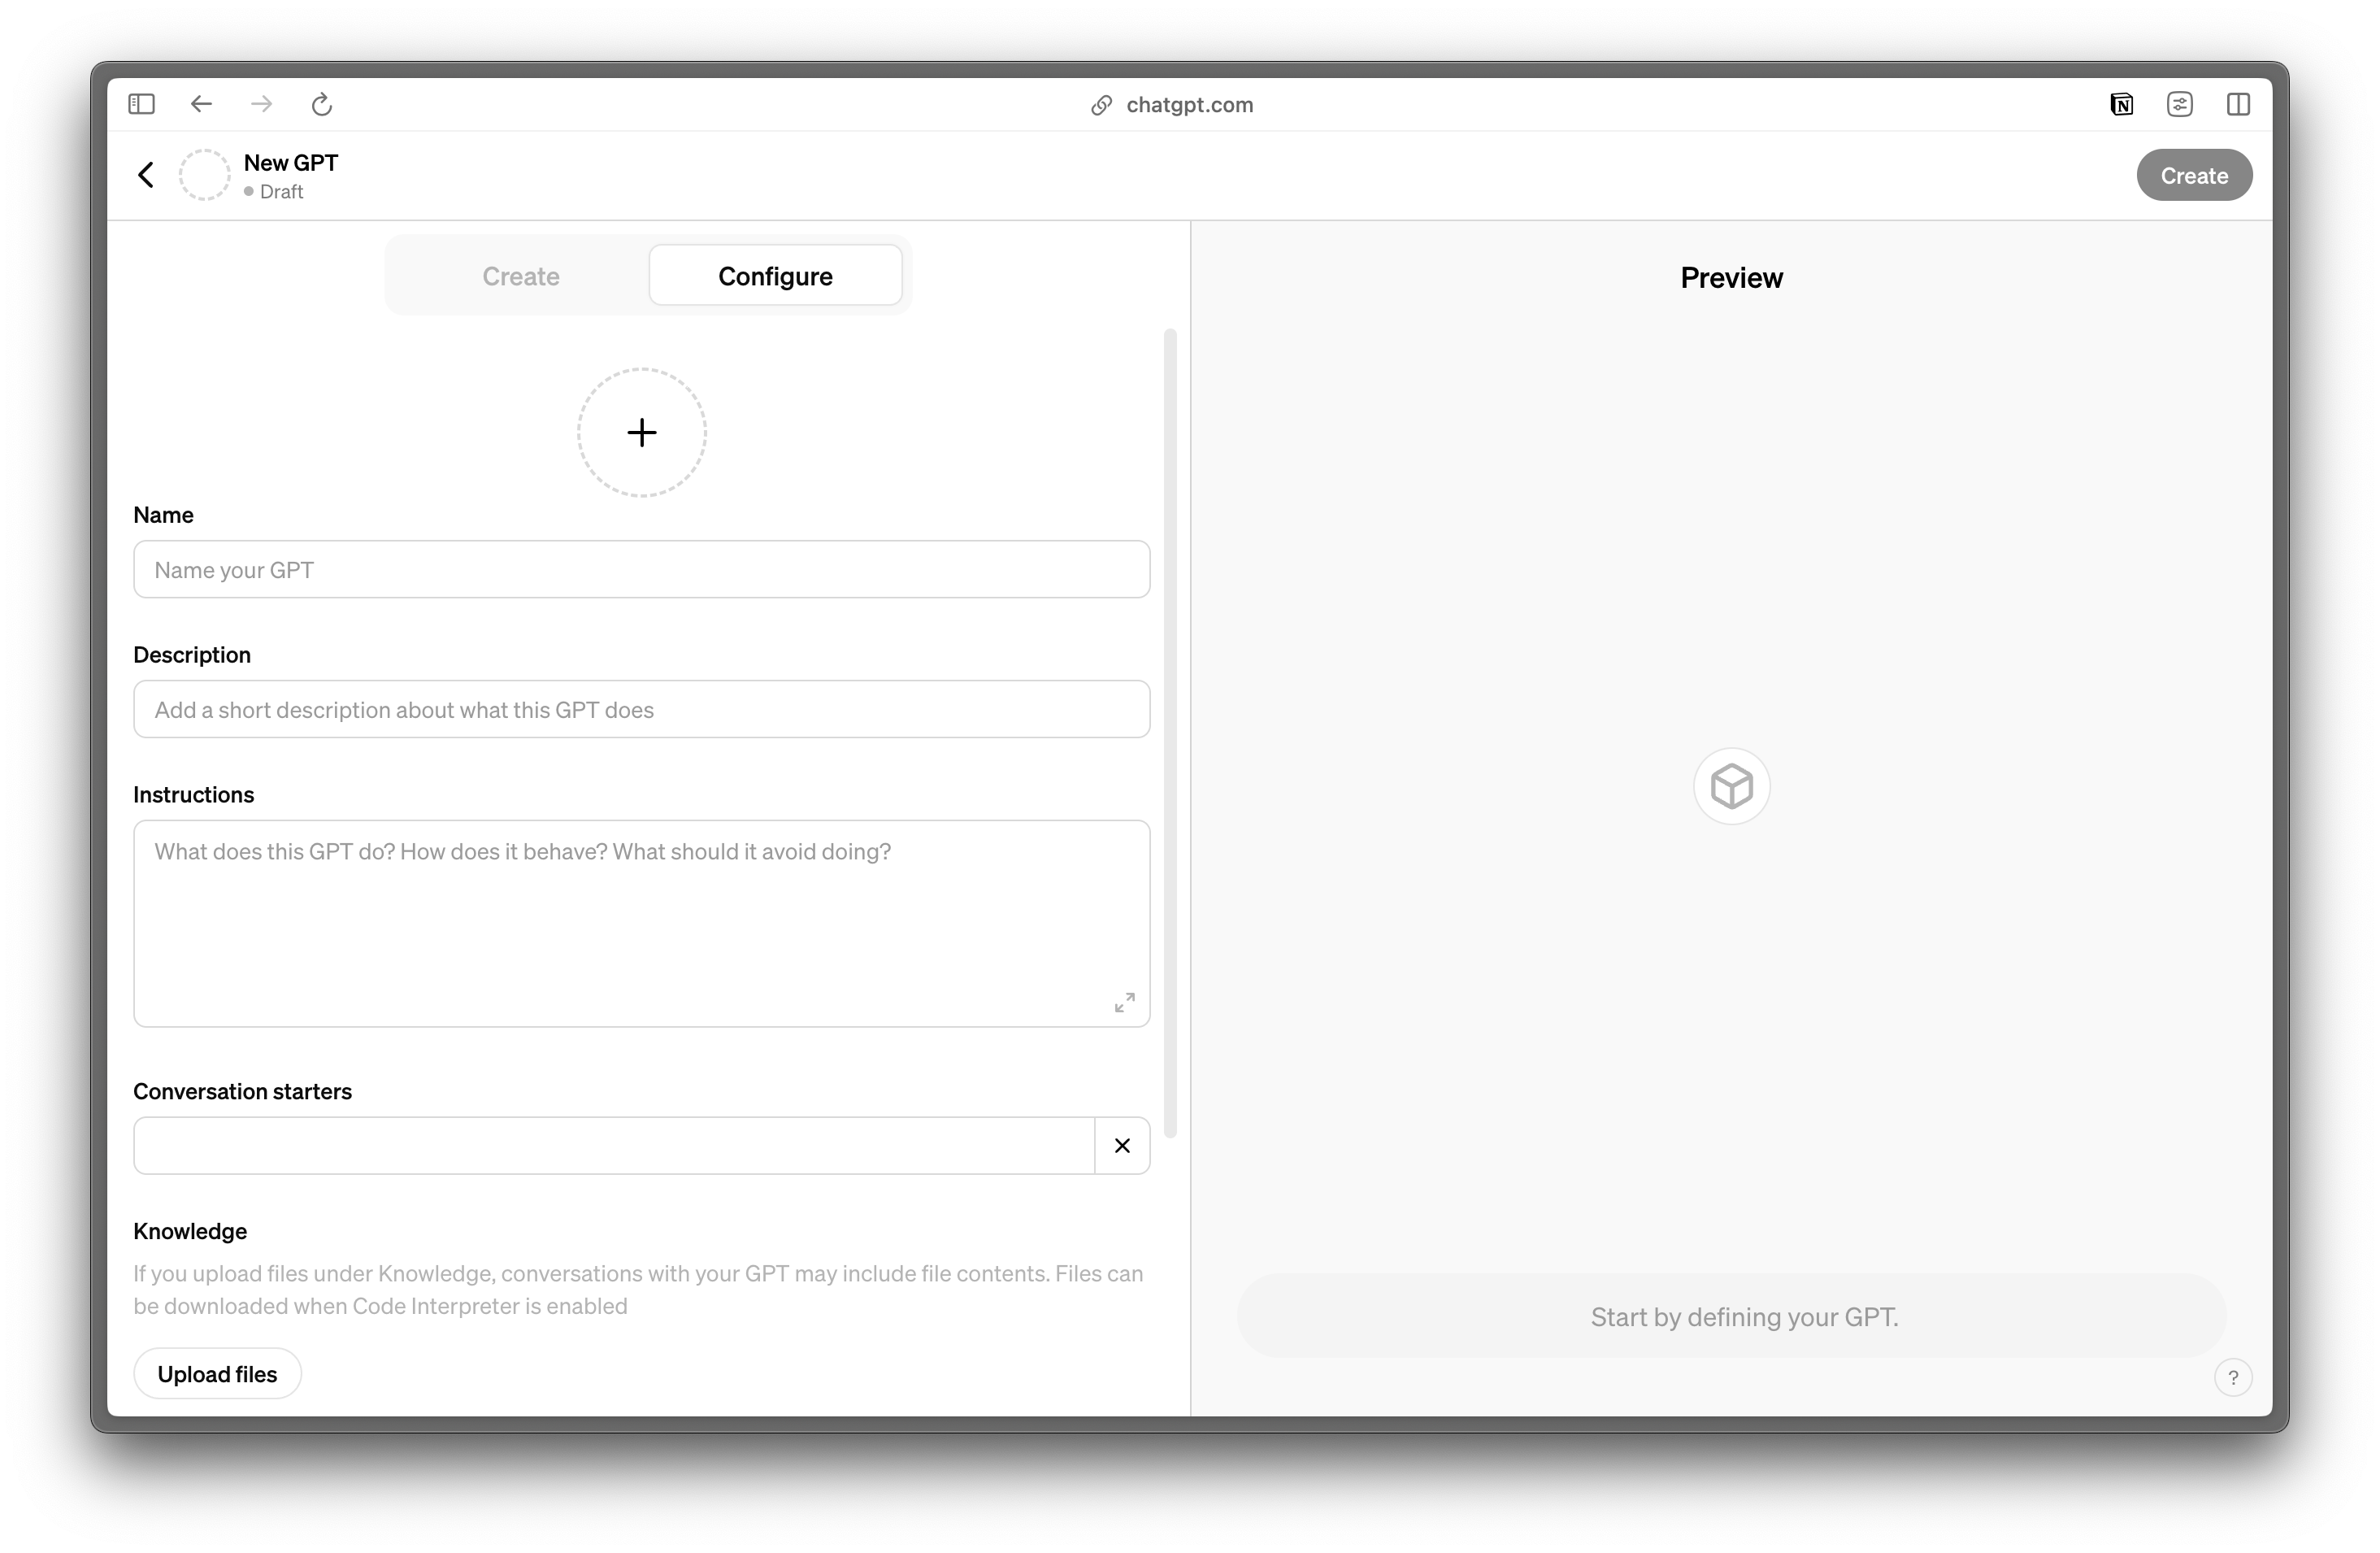 chatgpt.com
New GPT
Draft
Create
Create
Configure
Preview
Name
Name your GPT
Description
Add a short description about what this GPT does
Instructions
What does this GPT do? How does it behave? What should it avoid doing?
Conversation starters
Knowledge
If you upload files under Knowledge, conversations with your GPT may include file contents. Files can
be downloaded when Code Interpreter is enabled
Upload files
Start by defining your GPT.
?